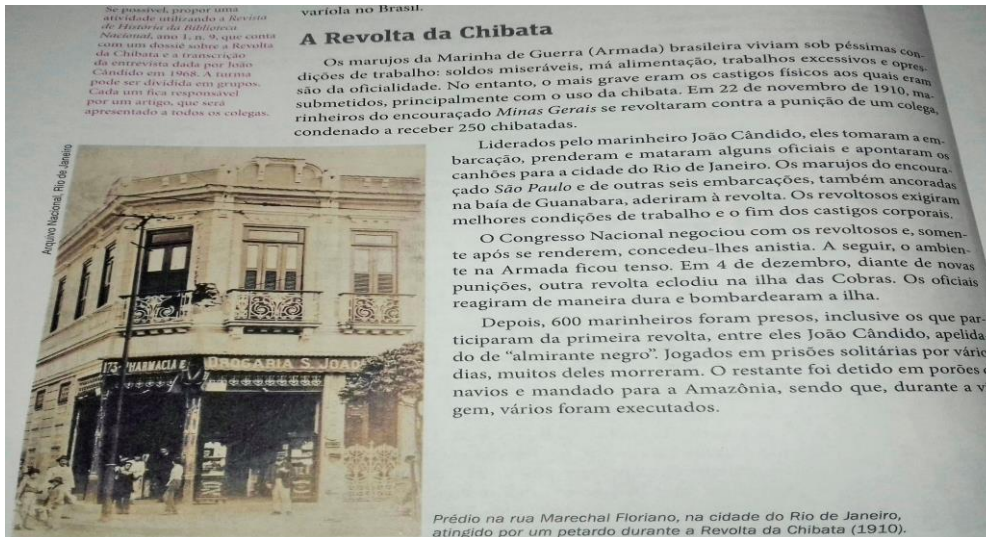 varíola no Brasil.
Se possível, propor uma
atividade utilizando a Revista
de História da Biblioteca
Nacional, ano 1, n. 9, que conta
com um dossiê sobre a Revolta
da Chibata e a transcrição
da entrevista dada por João
Cândido em 1968. A turma
pode ser dividida em grupos.
Cada um fica responsável
por um artigo, que será
apresentado a todos os colegas.
A Revolta da Chibata
Os marujos da Marinha de Guerra (Armada) brasileira viviam sob péssimas con-
dições de trabalho: soldos miseráveis, má alimentação, trabalhos excessivos e opres-
são da oficialidade. No entanto, o mais grave eram os castigos físicos aos quais eram
submetidos, principalmente com o uso da chibata. Em 22 de novembro de 1910, ma-
rinheiros do encouraçado Minas Gerais se revoltaram contra a punição de um colega,
condenado a receber 250 chibatadas.
Liderados pelo marinheiro João Cândido, eles tomaram a em-
barcação, prenderam e mataram alguns oficiais e apontaram os
canhões para a cidade do Rio de Janeiro. Os marujos do encoura-
çado São Paulo e de outras seis embarcações, também ancoradas
na baía de Guanabara, aderiram à revolta. Os revoltosos exigiram
melhores condições de trabalho e o fim dos castigos corporais.
O Congresso Nacional negociou com os revoltosos e, somen-
te após se renderem, concedeu-lhes anistia. A seguir, o ambien-
te na Armada ficou tenso. Em 4 de dezembro, diante de novas
punições, outra revolta eclodiu na ilha das Cobras. Os oficiais
reagiram de maneira dura e bombardearam a ilha.
Depois, 600 marinheiros foram presos, inclusive os que par-
ticiparam da primeira revolta, entre eles João Cândido, apelida
do de “almirante negro”. Jogados em prisões solitárias por vário
dias, muitos deles morreram. O restante foi detido em porões
navios e mandado para a Amazônia, sendo que, durante a v
gem, vários foram executados.
Arquivo Nacional, Rio de Janeiro
173 PHARMACIA E DROGARIA S. JOAO
Prédio na rua Marechal Floriano, na cidade do Rio de Janeiro,
atingido por um petardo durante a Revolta da Chibata (1910).